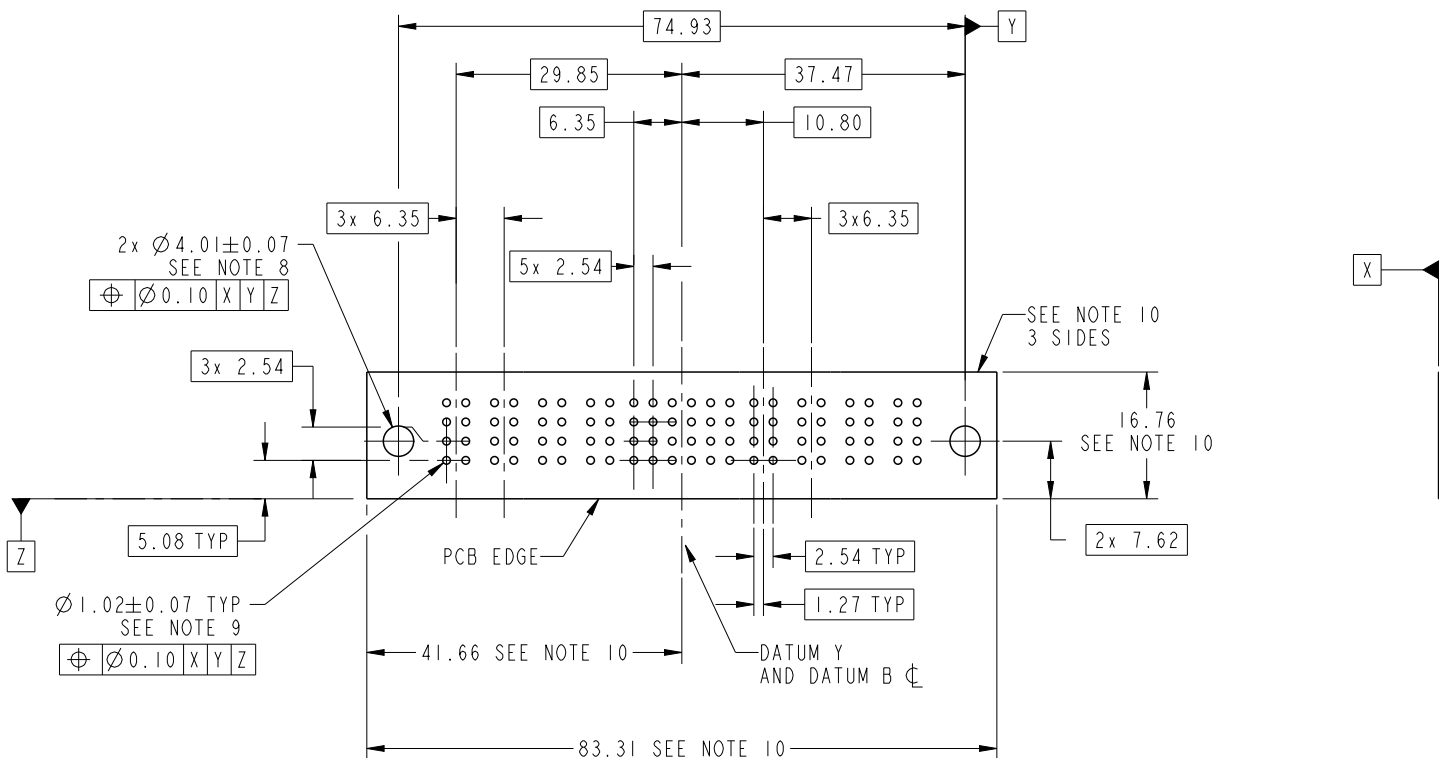 74.93
Y
29.85
37.47
6.35
10.80
3x 6.35
3x6.35
2x Ø4.01±0.07
SEE NOTE 8
⌖ Ø0.10 X Y Z
5x 2.54
X
SEE NOTE 10
3 SIDES
3x 2.54
16.76
SEE NOTE 10
5.08 TYP
Z
PCB EDGE
2.54 TYP
2x 7.62
Ø1.02±0.07 TYP
SEE NOTE 9
⌖ Ø0.10 X Y Z
1.27 TYP
41.66 SEE NOTE 10
DATUM Y
AND DATUM B ℄
83.31 SEE NOTE 10